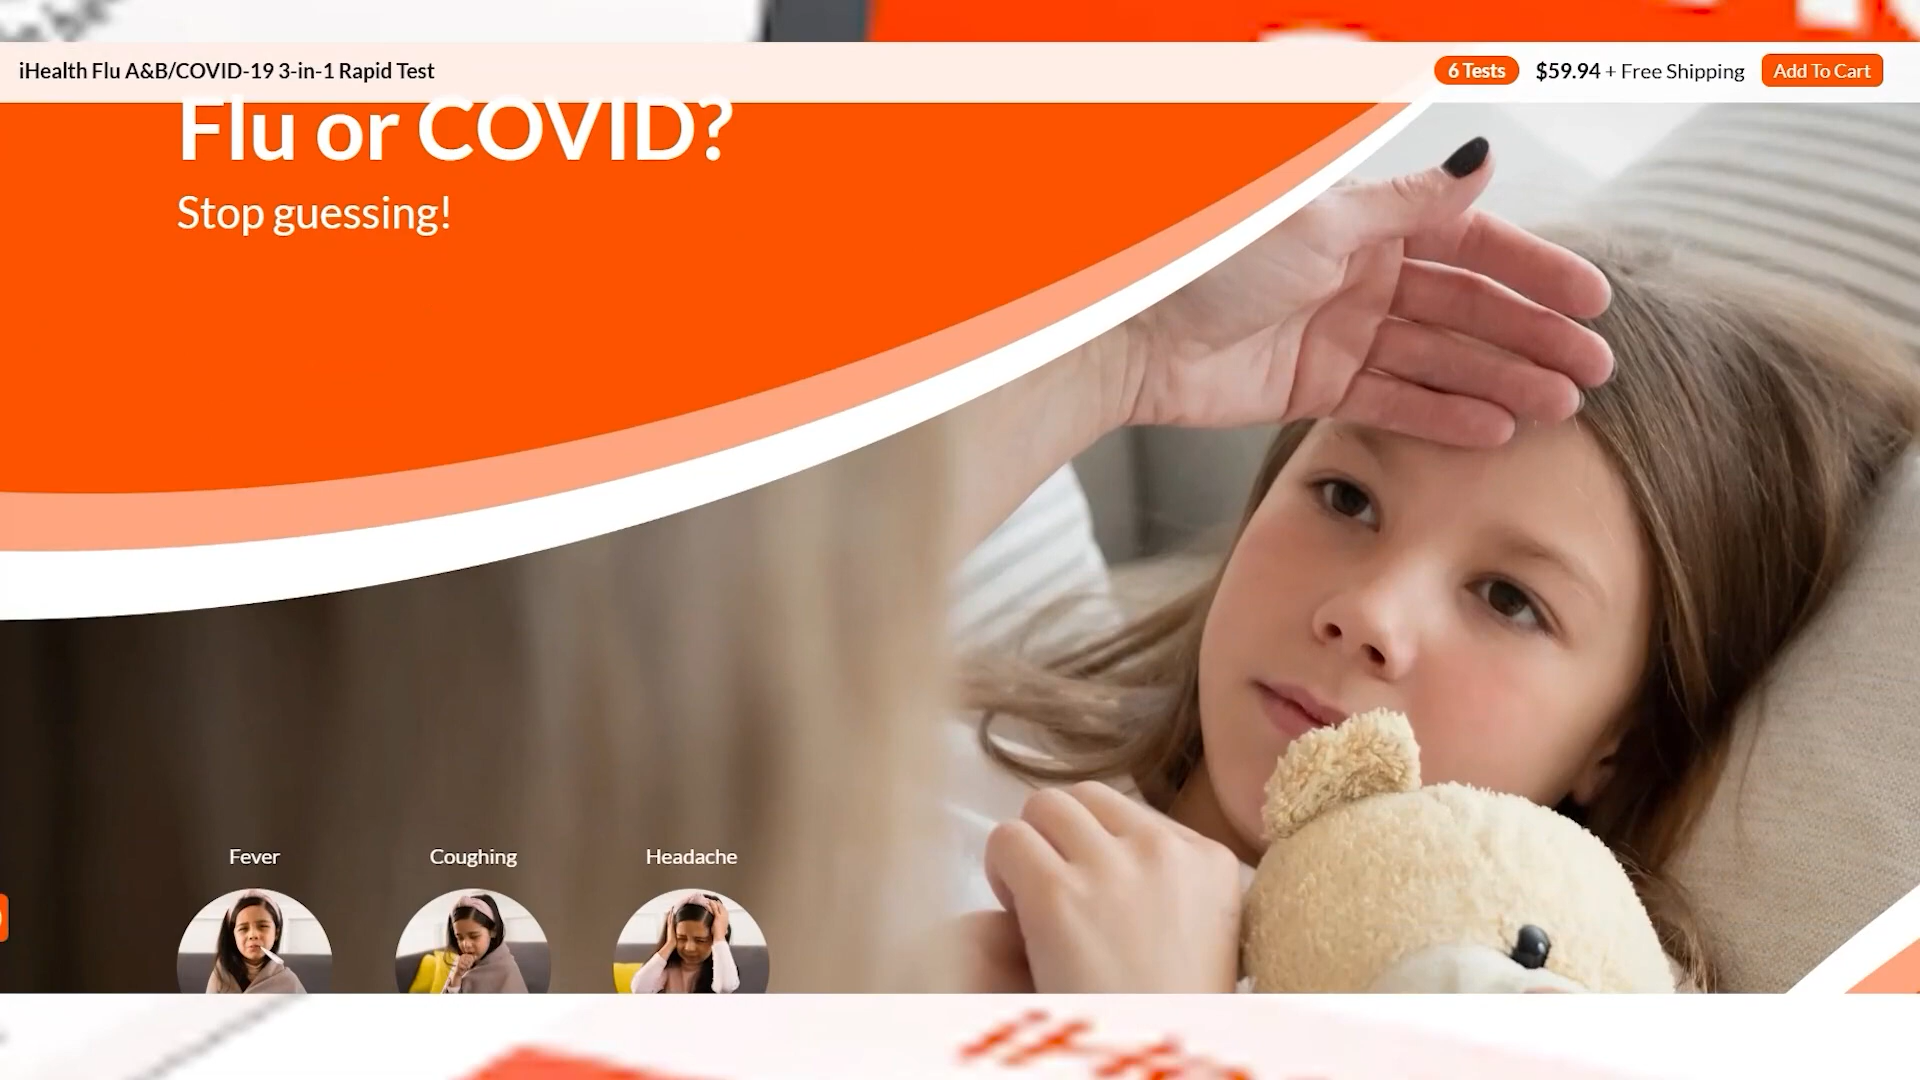 iHealth Flu A&B/COVID-19 3-in-1 Rapid Test
6 Tests $59.94 + Free Shipping Add To Cart
Flu or COVID?
Stop guessing!
Fever Coughing Headache